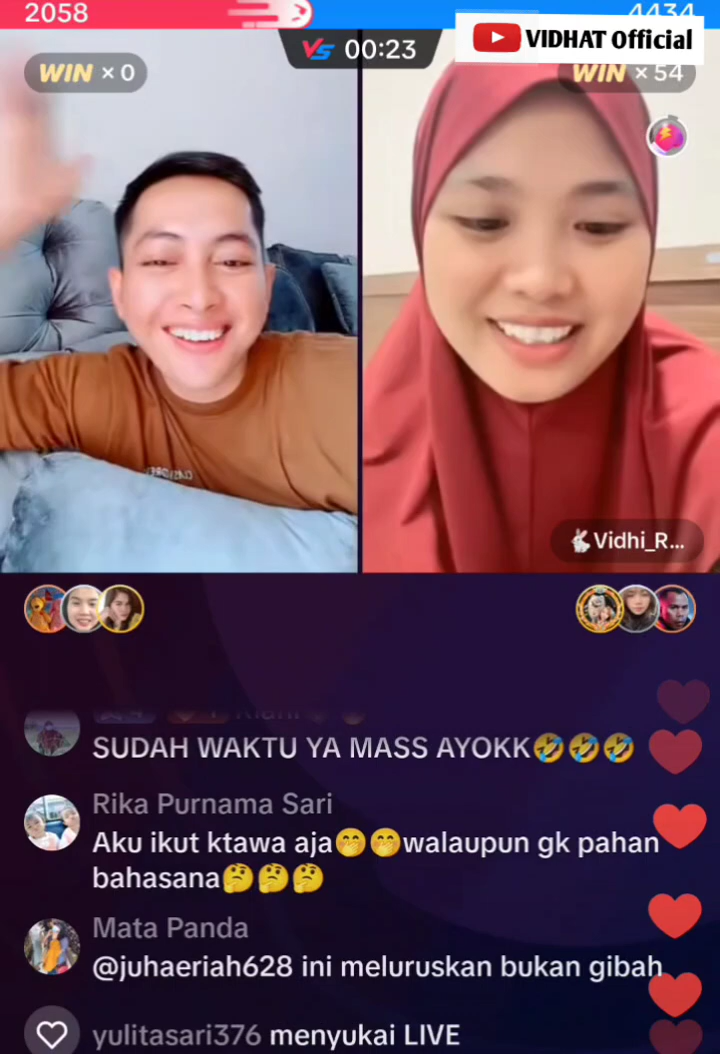 2058
4434
VIDHAT Official
VS 00:23
WIN × 0
WIN × 54
Vidhi_R...
SUDAH WAKTU YA MASS AYOKK🤣🤣🤣
Rika Purnama Sari
Aku ikut ktawa aja🤭🤭walaupun gk pahan
bahasana🤔🤔🤔
Mata Panda
@juhaeriah628 ini meluruskan bukan gibah
yulitasari376 menyukai LIVE